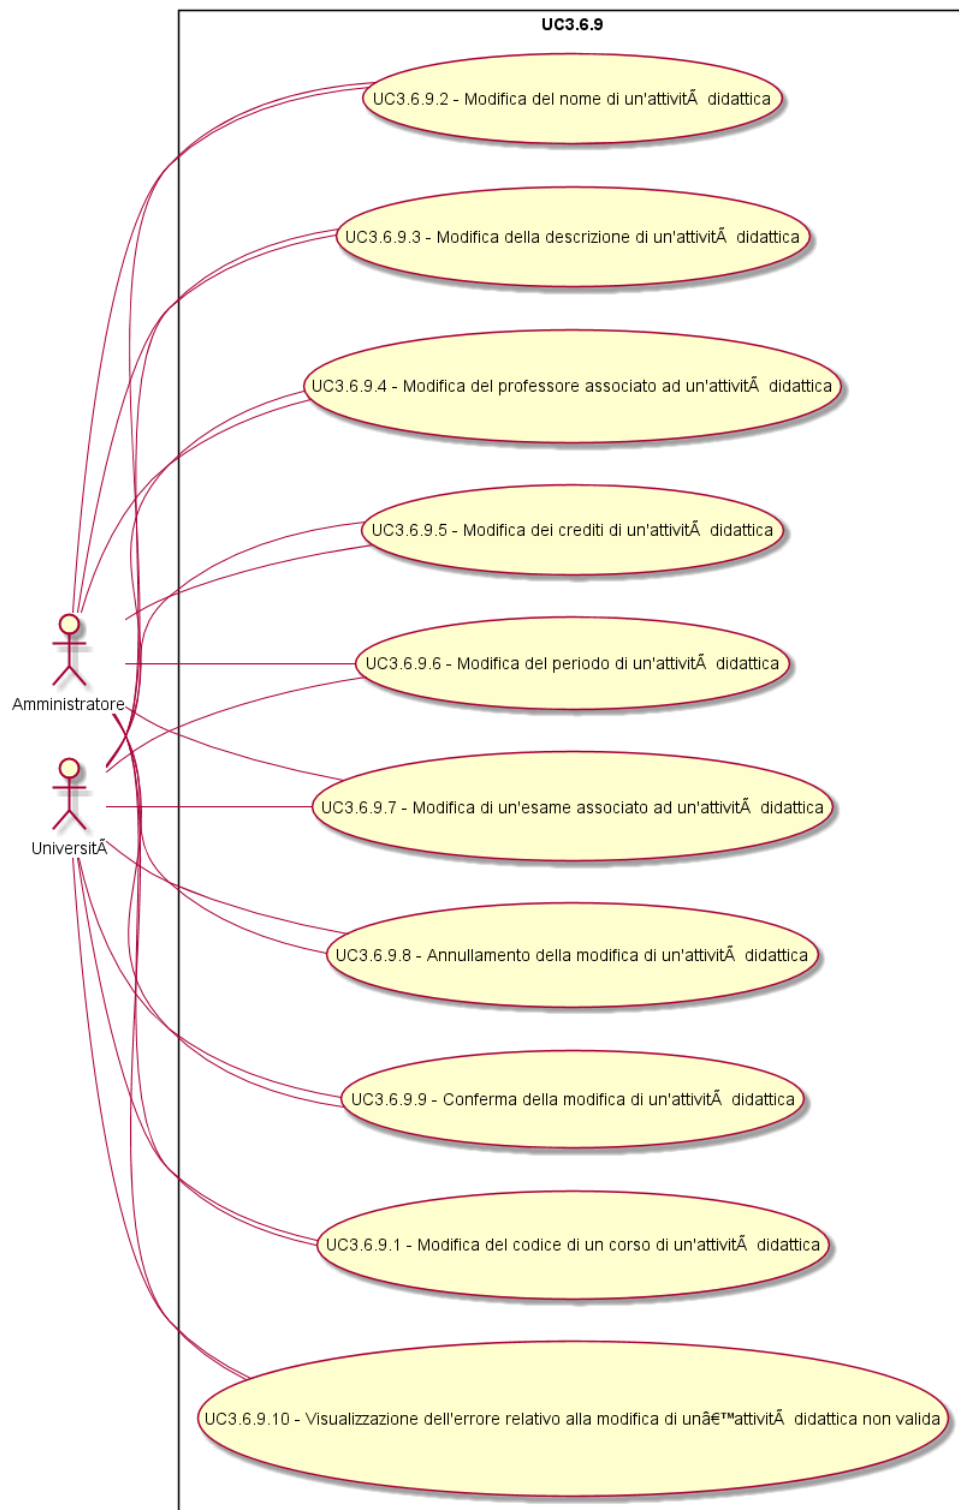 UC3.6.9
UC3.6.9.2 - Modifica del nome di un'attivitÃ  didattica
UC3.6.9.3 - Modifica della descrizione di un'attivitÃ  didattica
UC3.6.9.4 - Modifica del professore associato ad un'attivitÃ  didattica
UC3.6.9.5 - Modifica dei crediti di un'attivitÃ  didattica
UC3.6.9.6 - Modifica del periodo di un'attivitÃ  didattica
Amministratore
UC3.6.9.7 - Modifica di un'esame associato ad un'attivitÃ  didattica
UniversitÃ
UC3.6.9.8 - Annullamento della modifica di un'attivitÃ  didattica
UC3.6.9.9 - Conferma della modifica di un'attivitÃ  didattica
UC3.6.9.1 - Modifica del codice di un corso di un'attivitÃ  didattica
UC3.6.9.10 - Visualizzazione dell'errore relativo alla modifica di unâ€™attivitÃ  didattica non valida